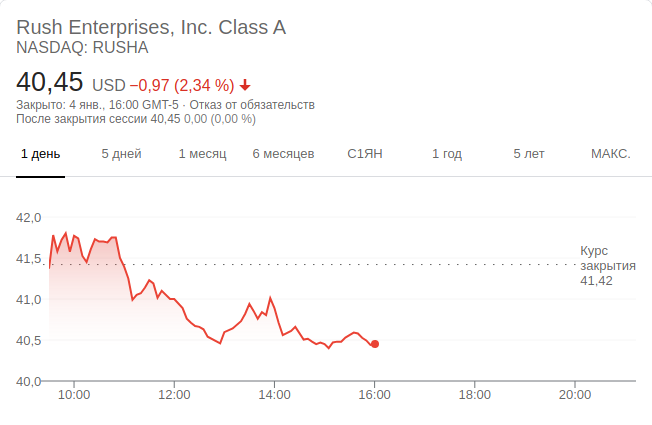 Rush Enterprises, Inc. Class A
NASDAQ: RUSHA
40,45 USD −0,97 (2,34 %)
Закрыто: 4 янв., 16:00 GMT-5 · Отказ от обязательств
После закрытия сессии 40,45 0,00 (0,00 %)
1 день 5 дней 1 месяц 6 месяцев С1ЯН 1 год 5 лет МАКС.
42,0
41,5
41,0
40,5
40,0
Курс
закрытия
41,42
10:00 12:00 14:00 16:00 18:00 20:00